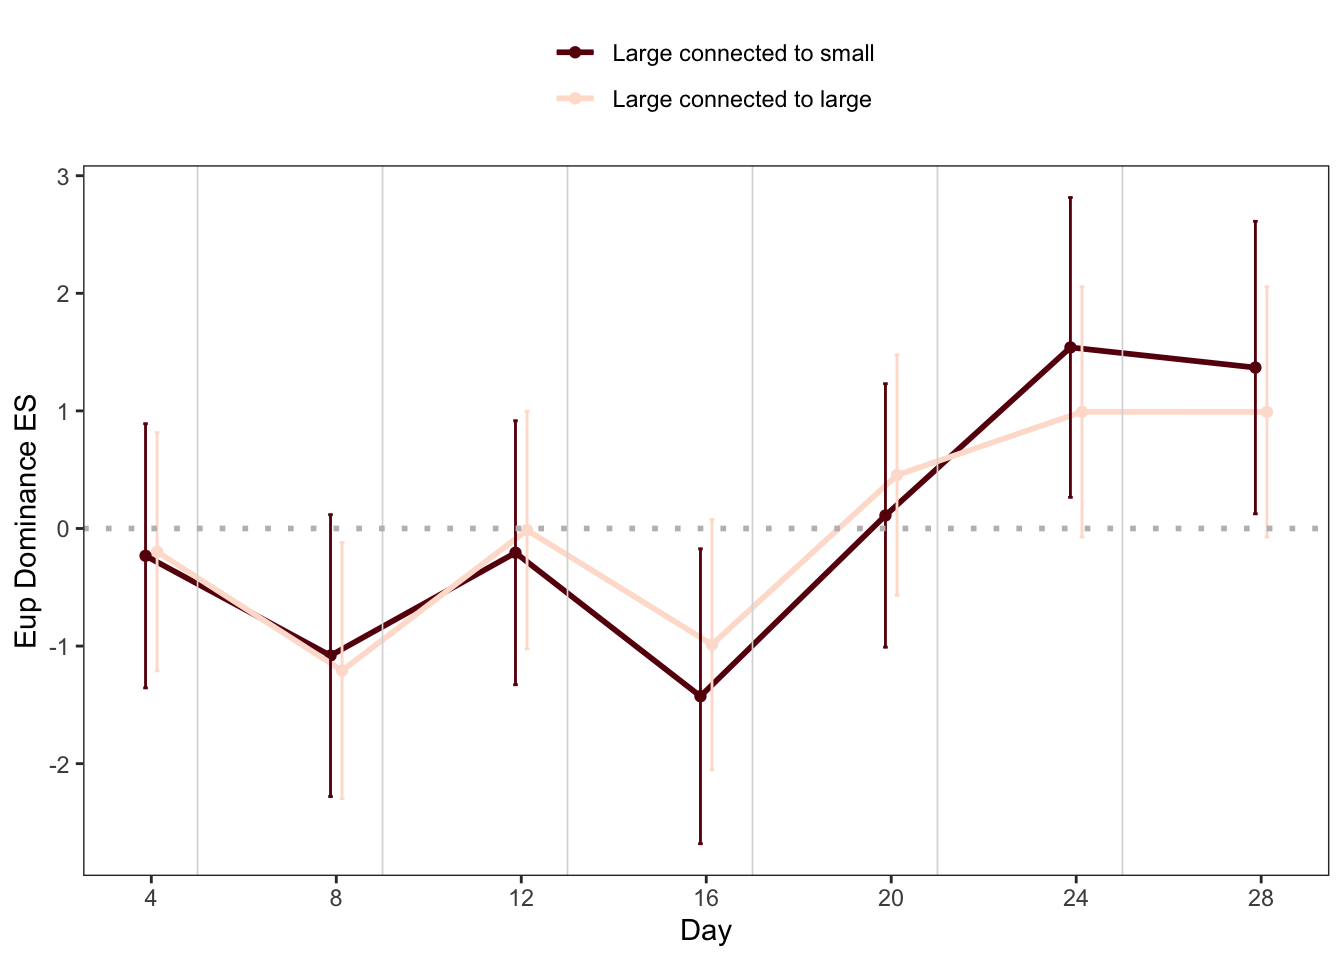 Large connected to small
Large connected to large
Eup Dominance ES
3
2
1
0
-1
-2
4 8 12 16 20 24 28
Day